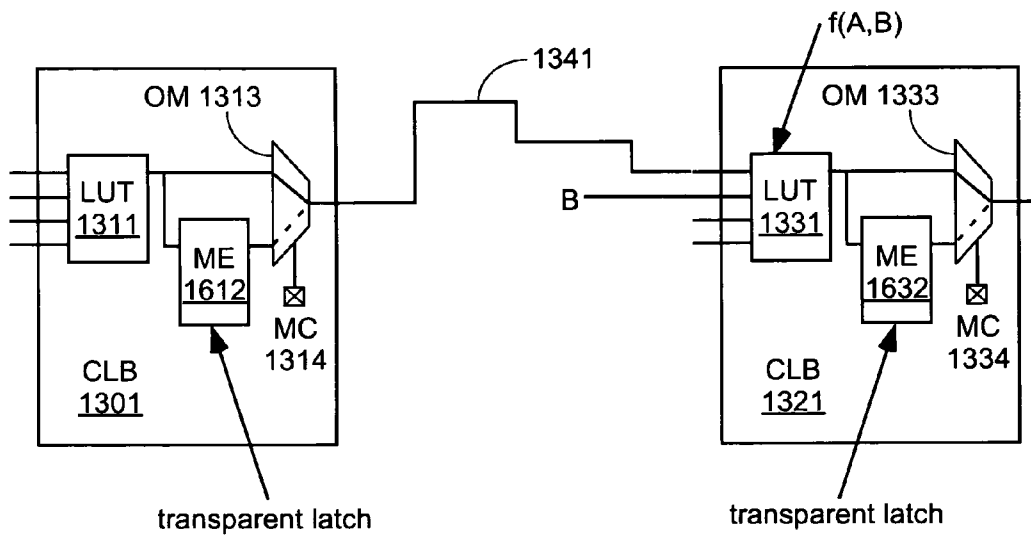 f(A,B)
1341
OM 1313
LUT
1311
ME
1612
MC
1314
CLB
1301
transparent latch
OM 1333
B
LUT
1331
ME
1632
MC
1334
CLB
1321
transparent latch